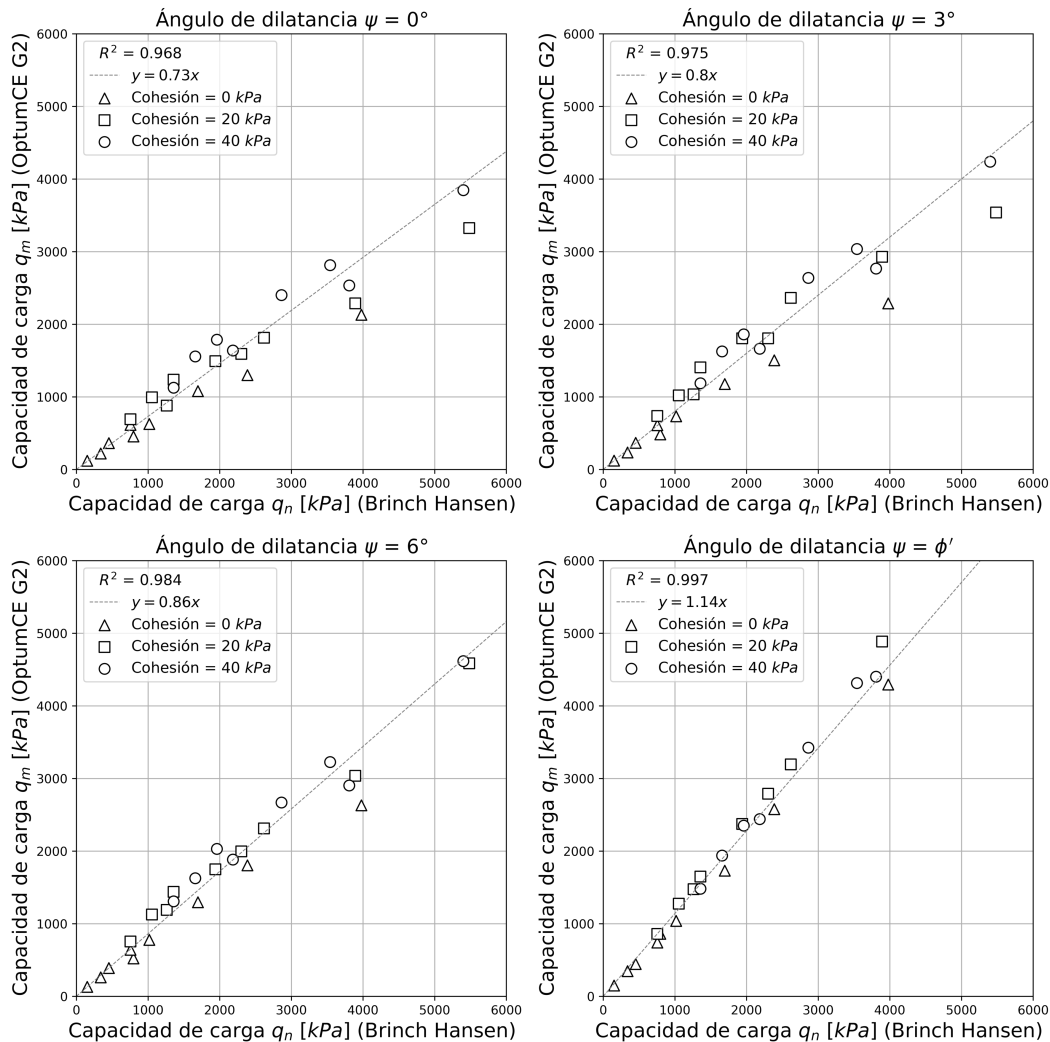 Ángulo de dilatancia ψ = 0°
Capacidad de carga qₘ [kPa] (OptumCE G2)
6000
5000
4000
3000
2000
1000
0
R² = 0.968
y = 0.73x
Cohesión = 0 kPa
Cohesión = 20 kPa
Cohesión = 40 kPa
0 1000 2000 3000 4000 5000 6000
Capacidad de carga qₙ [kPa] (Brinch Hansen)
Ángulo de dilatancia ψ = 3°
Capacidad de carga qₘ [kPa] (OptumCE G2)
6000
5000
4000
3000
2000
1000
0
R² = 0.975
y = 0.8x
Cohesión = 0 kPa
Cohesión = 20 kPa
Cohesión = 40 kPa
0 1000 2000 3000 4000 5000 6000
Capacidad de carga qₙ [kPa] (Brinch Hansen)
Ángulo de dilatancia ψ = 6°
Capacidad de carga qₘ [kPa] (OptumCE G2)
6000
5000
4000
3000
2000
1000
0
R² = 0.984
y = 0.86x
Cohesión = 0 kPa
Cohesión = 20 kPa
Cohesión = 40 kPa
0 1000 2000 3000 4000 5000 6000
Capacidad de carga qₙ [kPa] (Brinch Hansen)
Ángulo de dilatancia ψ = ϕ′
Capacidad de carga qₘ [kPa] (OptumCE G2)
6000
5000
4000
3000
2000
1000
0
R² = 0.997
y = 1.14x
Cohesión = 0 kPa
Cohesión = 20 kPa
Cohesión = 40 kPa
0 1000 2000 3000 4000 5000 6000
Capacidad de carga qₙ [kPa] (Brinch Hansen)